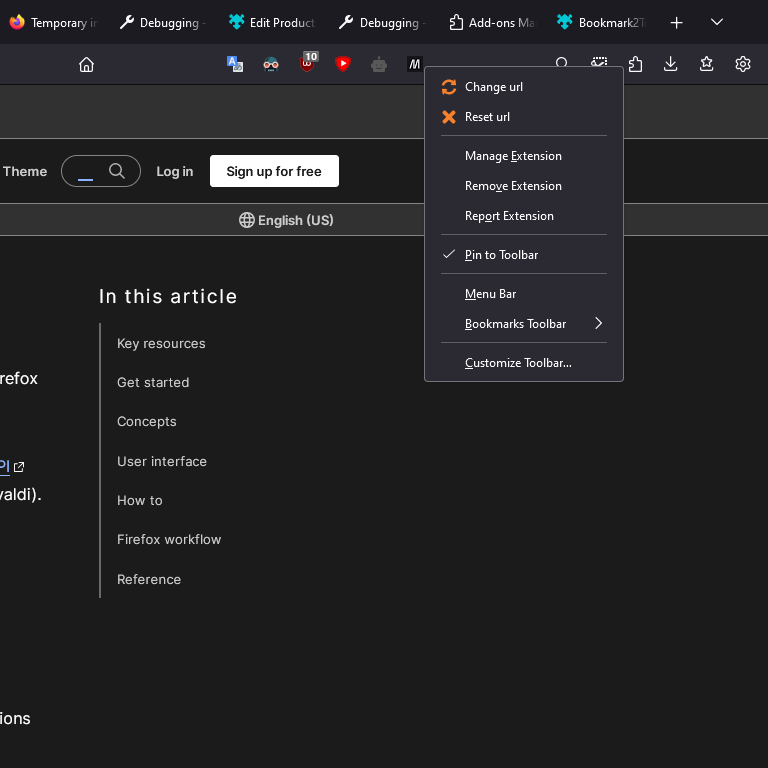 Temporary in
Debugging -
Edit Product
Debugging -
Add-ons Ma
Bookmark2T
10
Change url
Reset url
Manage Extension
Remove Extension
Report Extension
Pin to Toolbar
Menu Bar
Bookmarks Toolbar
Customize Toolbar...
Theme
Log in
Sign up for free
English (US)
In this article
Key resources
Get started
Concepts
User interface
How to
Firefox workflow
Reference
refox
PI
valdi).
ions